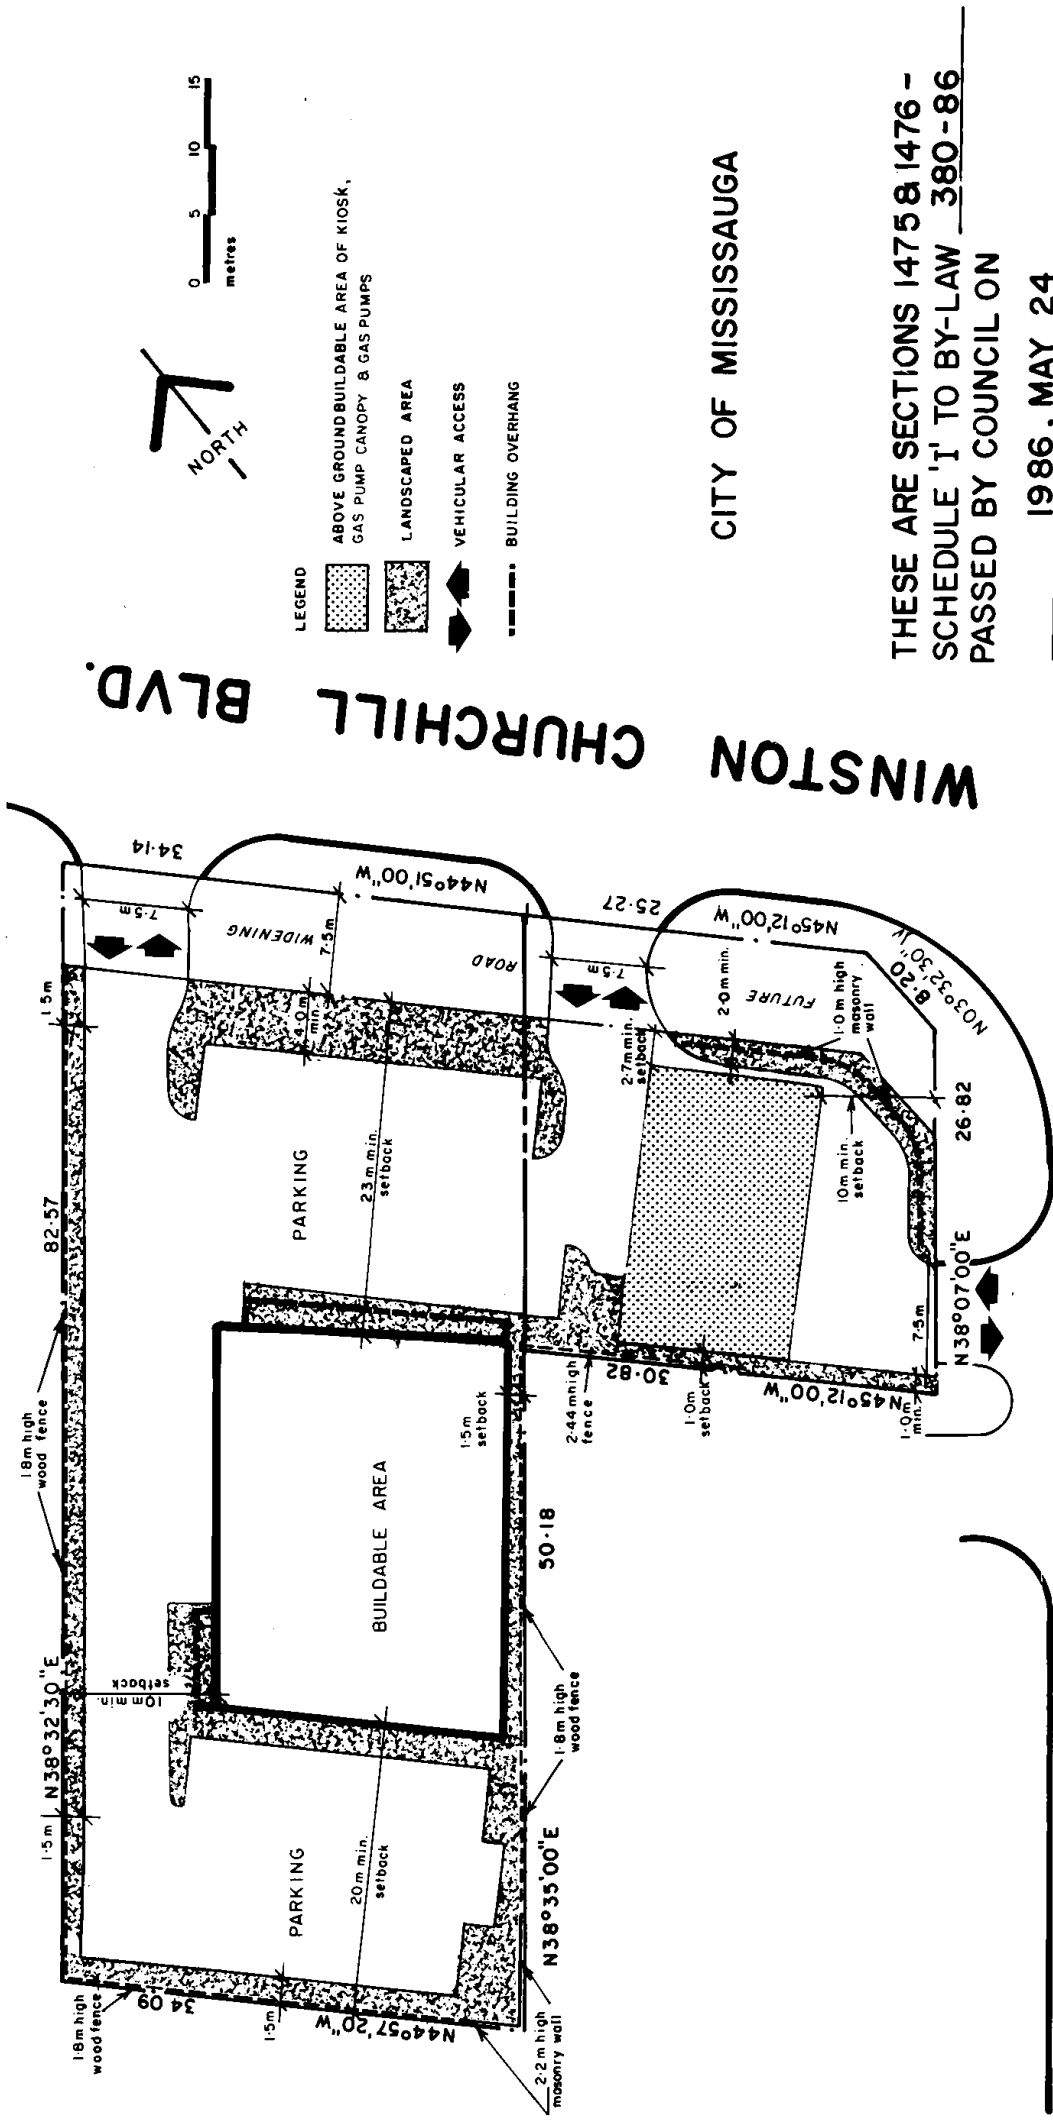 WINSTON CHURCHILL BLVD.
0 5 10 15
metres
NORTH
LEGEND
ABOVE GROUND BUILDABLE AREA OF KIOSK,
GAS PUMP CANOPY & GAS PUMPS
LANDSCAPED AREA
VEHICULAR ACCESS
BUILDING OVERHANG
CITY OF MISSISSAUGA
THESE ARE SECTIONS 1475 & 1476 -
SCHEDULE 'I' TO BY-LAW 380-86
PASSED BY COUNCIL ON
1986, MAY 24
1·5m
N38°32'30"E
1·8m high
wood fence
82·57
1·5m
34·14
7·5m
WIDENING
7·5m
N44°51'00"W
ROAD
25·27
7·5m
N45°12'00"W
FUTURE
2·0m min.
1·0m high
masonry
wall
8·20
N03°32'30"W
26·82
4·0m
min.
PARKING
23m min.
setback
2·7m min.
setback
10m min.
setback
10m min.
setback
BUILDABLE AREA
1·5m
setback
2·44m high
fence
30·82
1·0m
setback
N45°12'00"W
1·0m
min.
7·5m
N38°07'00"E
50·18
1·8m high
wood fence
N38°35'00"E
PARKING
20m min.
setback
1·8m high
wood fence
34·09
1·5m
N44°57'20"W
2·2m high
masonry wall